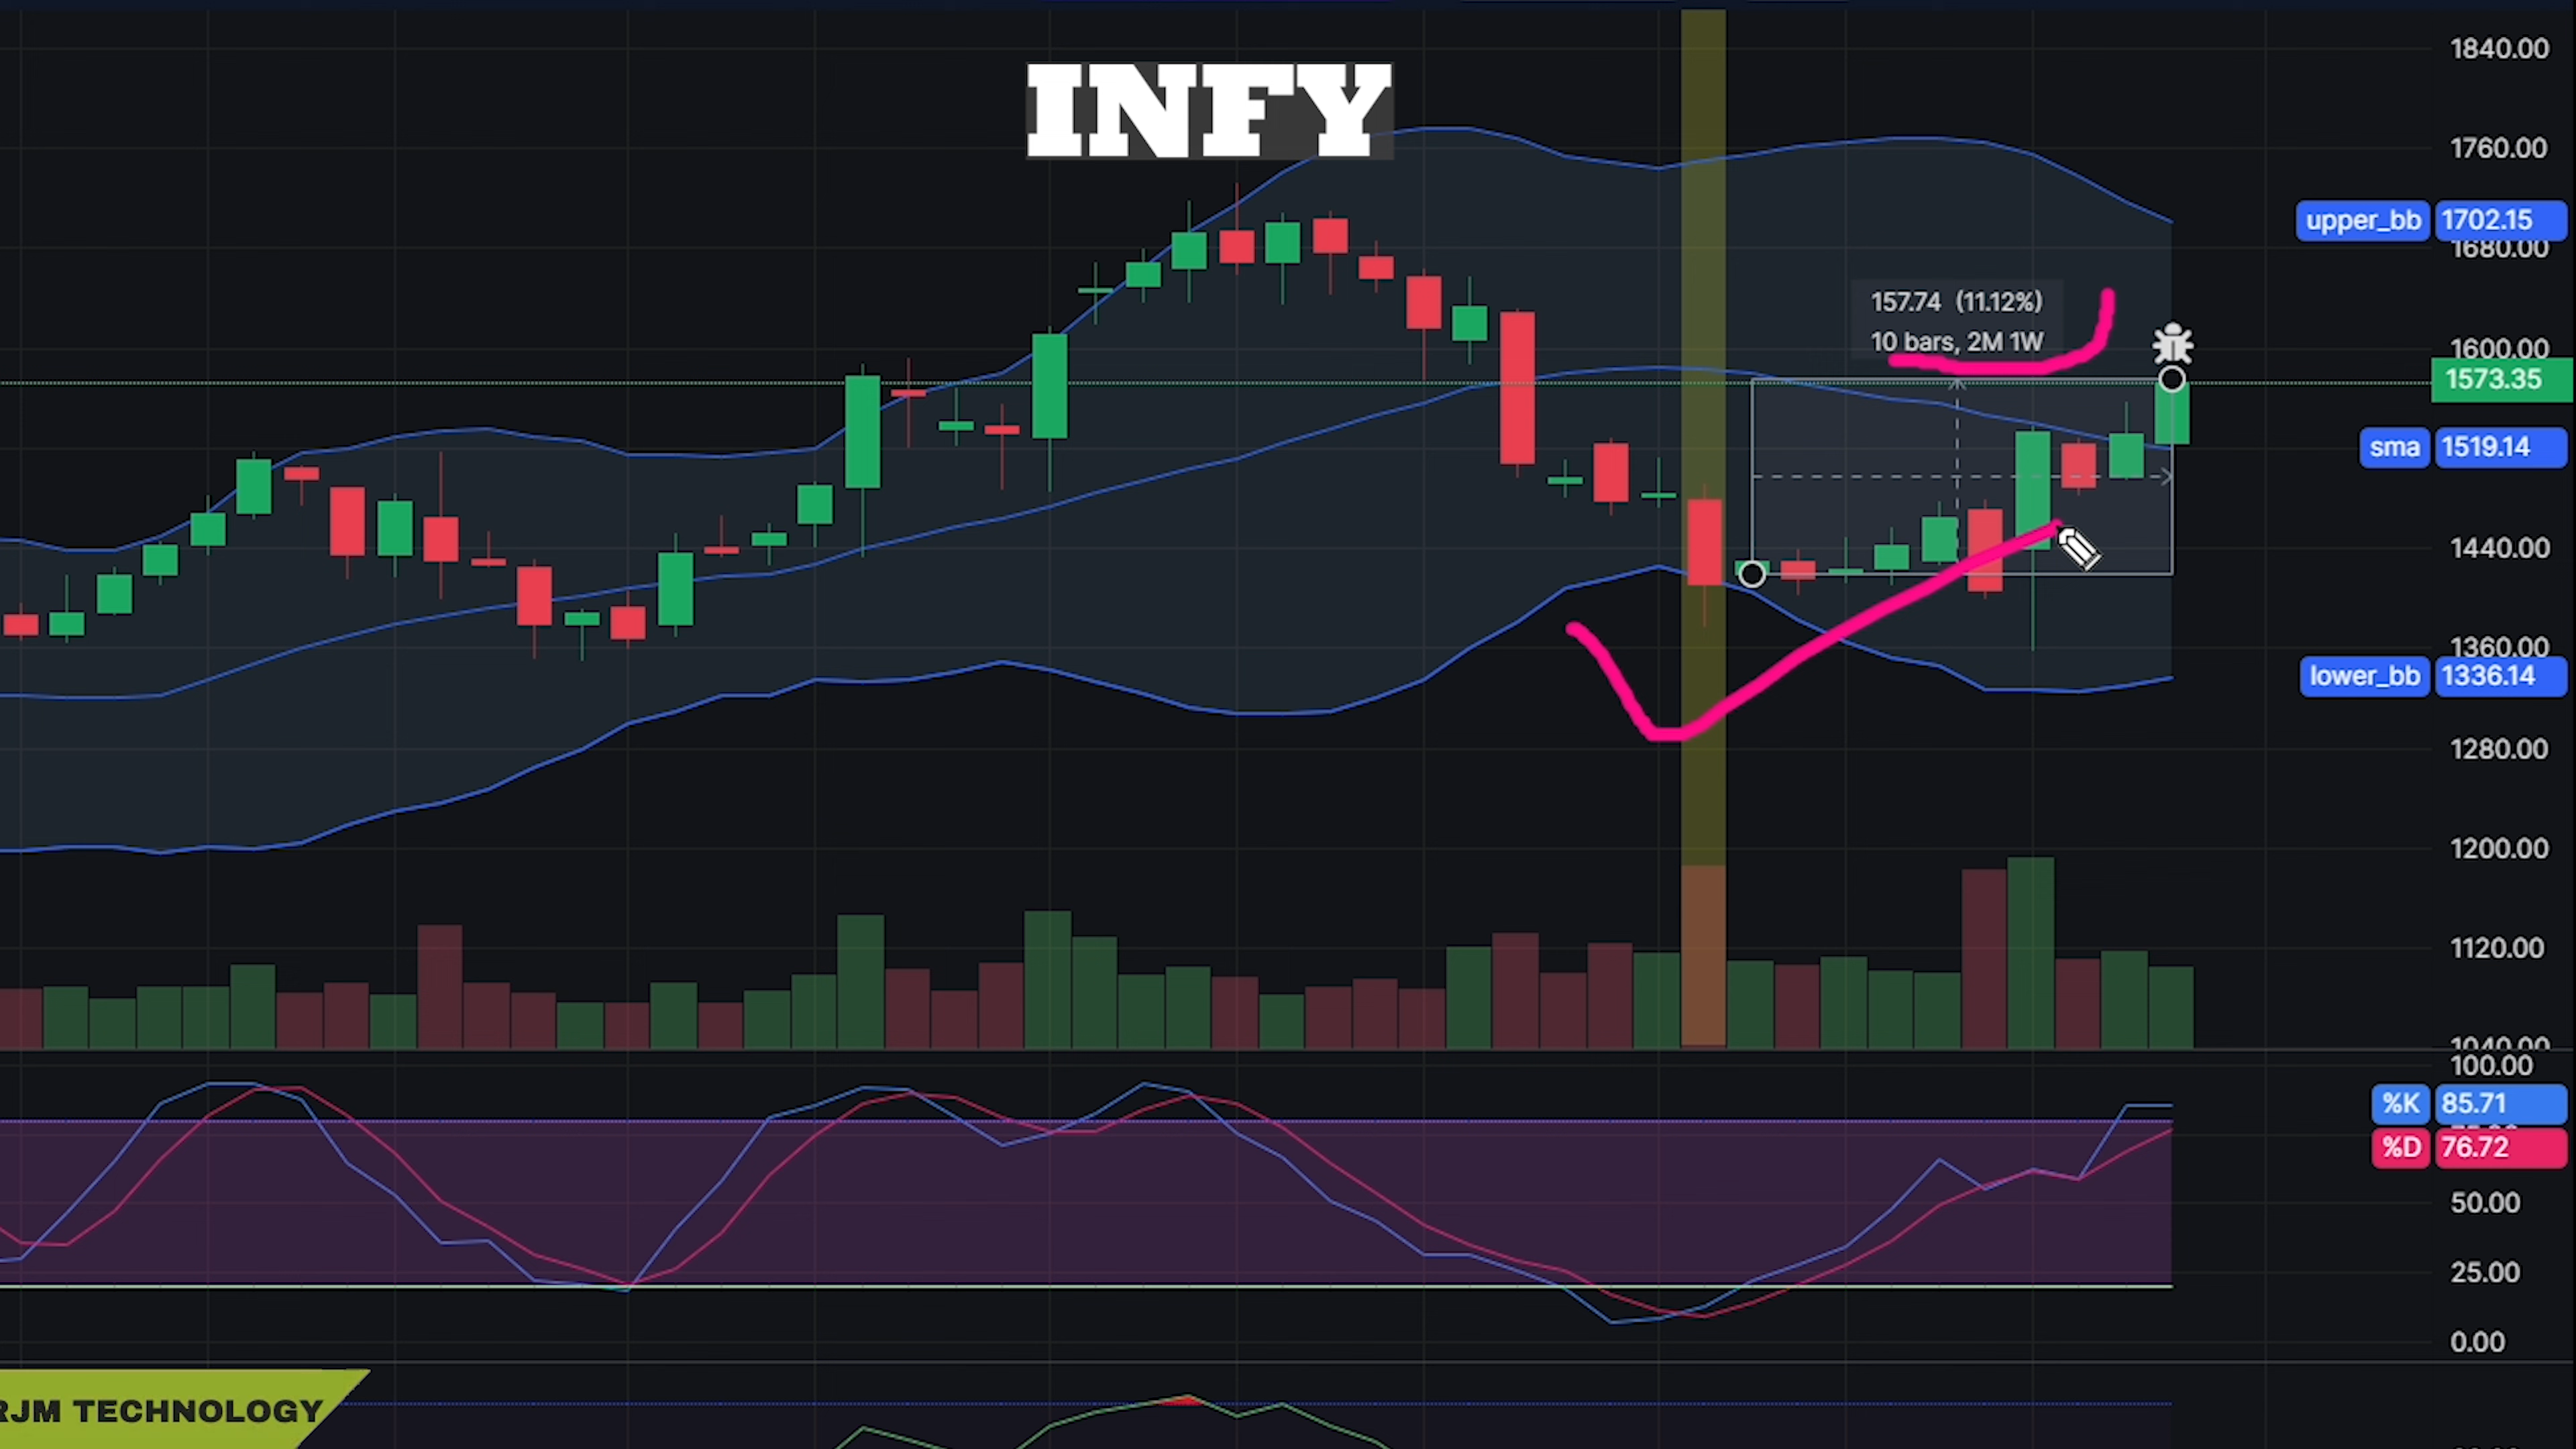 INFY
1840.00
1760.00
upper_bb 1702.15
1680.00
157.74 (11.12%)
10 bars, 2M 1W
1600.00
1573.35
sma 1519.14
1440.00
1360.00
lower_bb 1336.14
1280.00
1200.00
1120.00
1040.00
100.00
%K 85.71
%D 76.72
50.00
25.00
0.00
RJM TECHNOLOGY